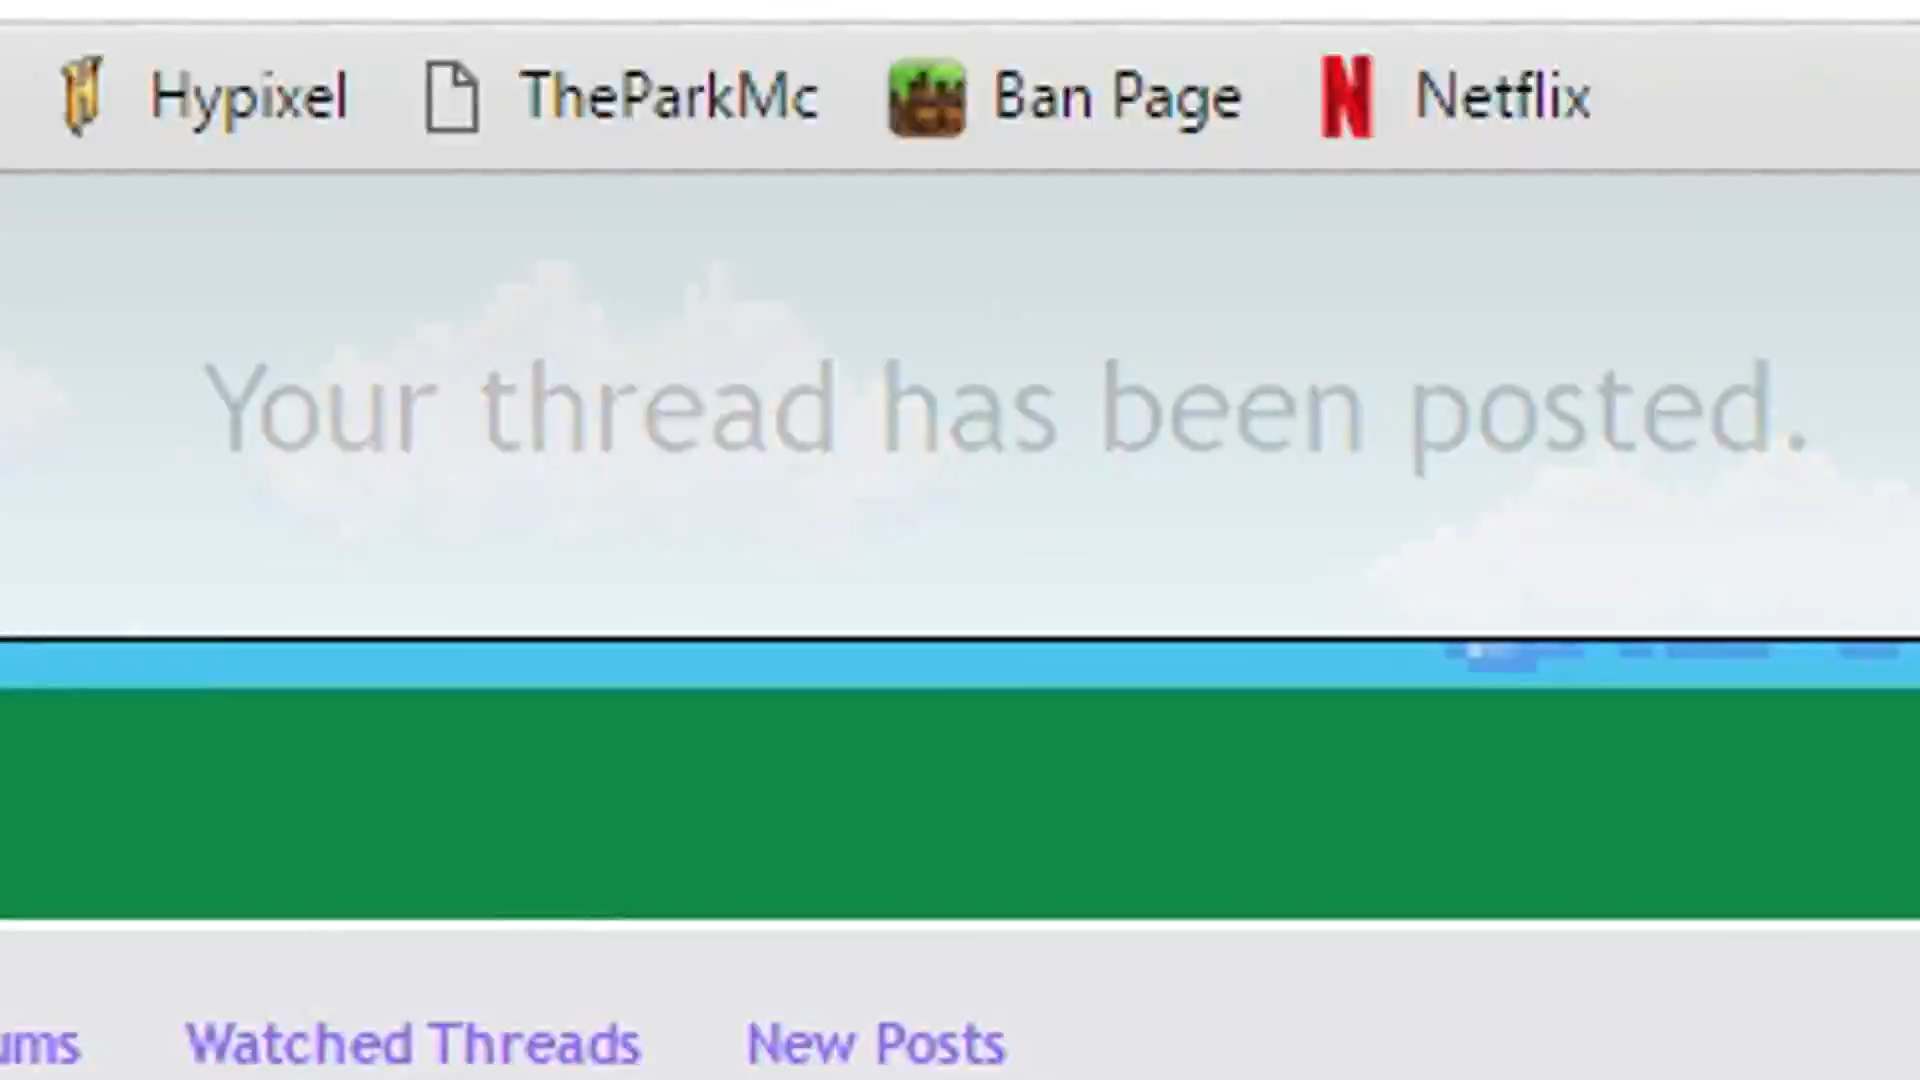 Hypixel TheParkMc Ban Page Netflix
Your thread has been posted.
ums Watched Threads New Posts